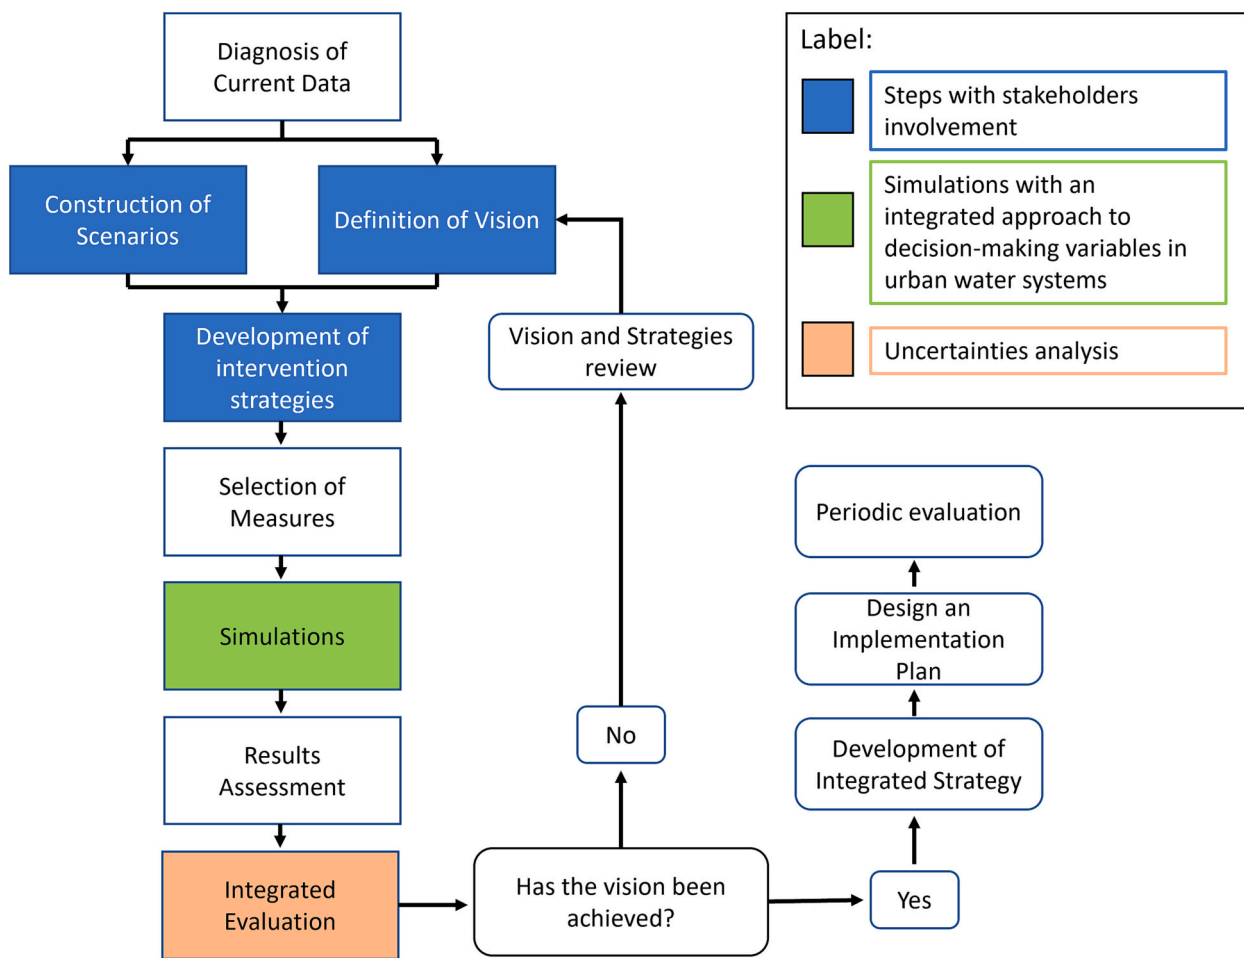 Diagnosis of
Current Data
Construction of
Scenarios
Definition of Vision
Development of
intervention
strategies
Selection of
Measures
Simulations
Results
Assessment
Integrated
Evaluation
Has the vision been
achieved?
No
Vision and Strategies
review
Yes
Development of
Integrated Strategy
Design an
Implementation
Plan
Periodic evaluation
Label:
Steps with stakeholders
involvement
Simulations with an
integrated approach to
decision-making variables in
urban water systems
Uncertainties analysis